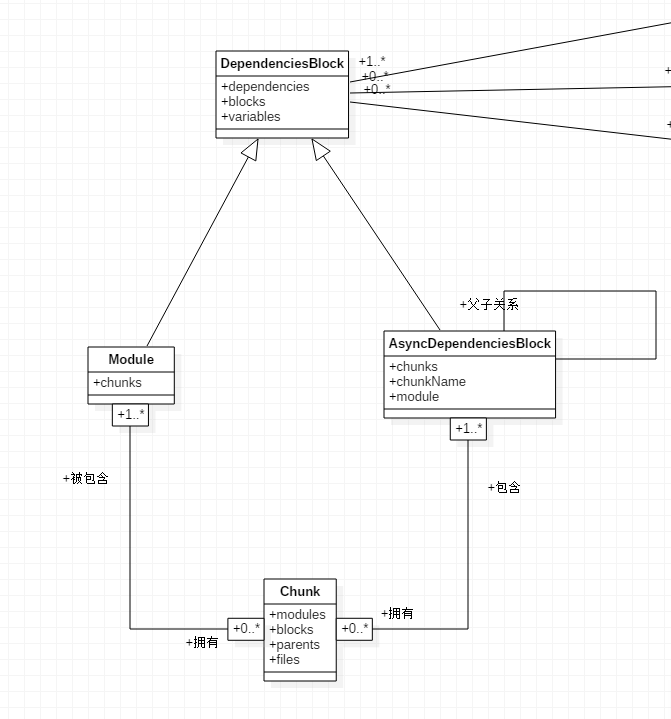 DependenciesBlock
+dependencies
+blocks
+variables
+1..*
+0..*
+0..*
+
+
+父子关系
Module
+chunks
+1..*
AsyncDependenciesBlock
+chunks
+chunkName
+module
+1..*
+被包含
+包含
Chunk
+modules
+blocks
+parents
+files
+0..*
+0..*
+拥有
+拥有